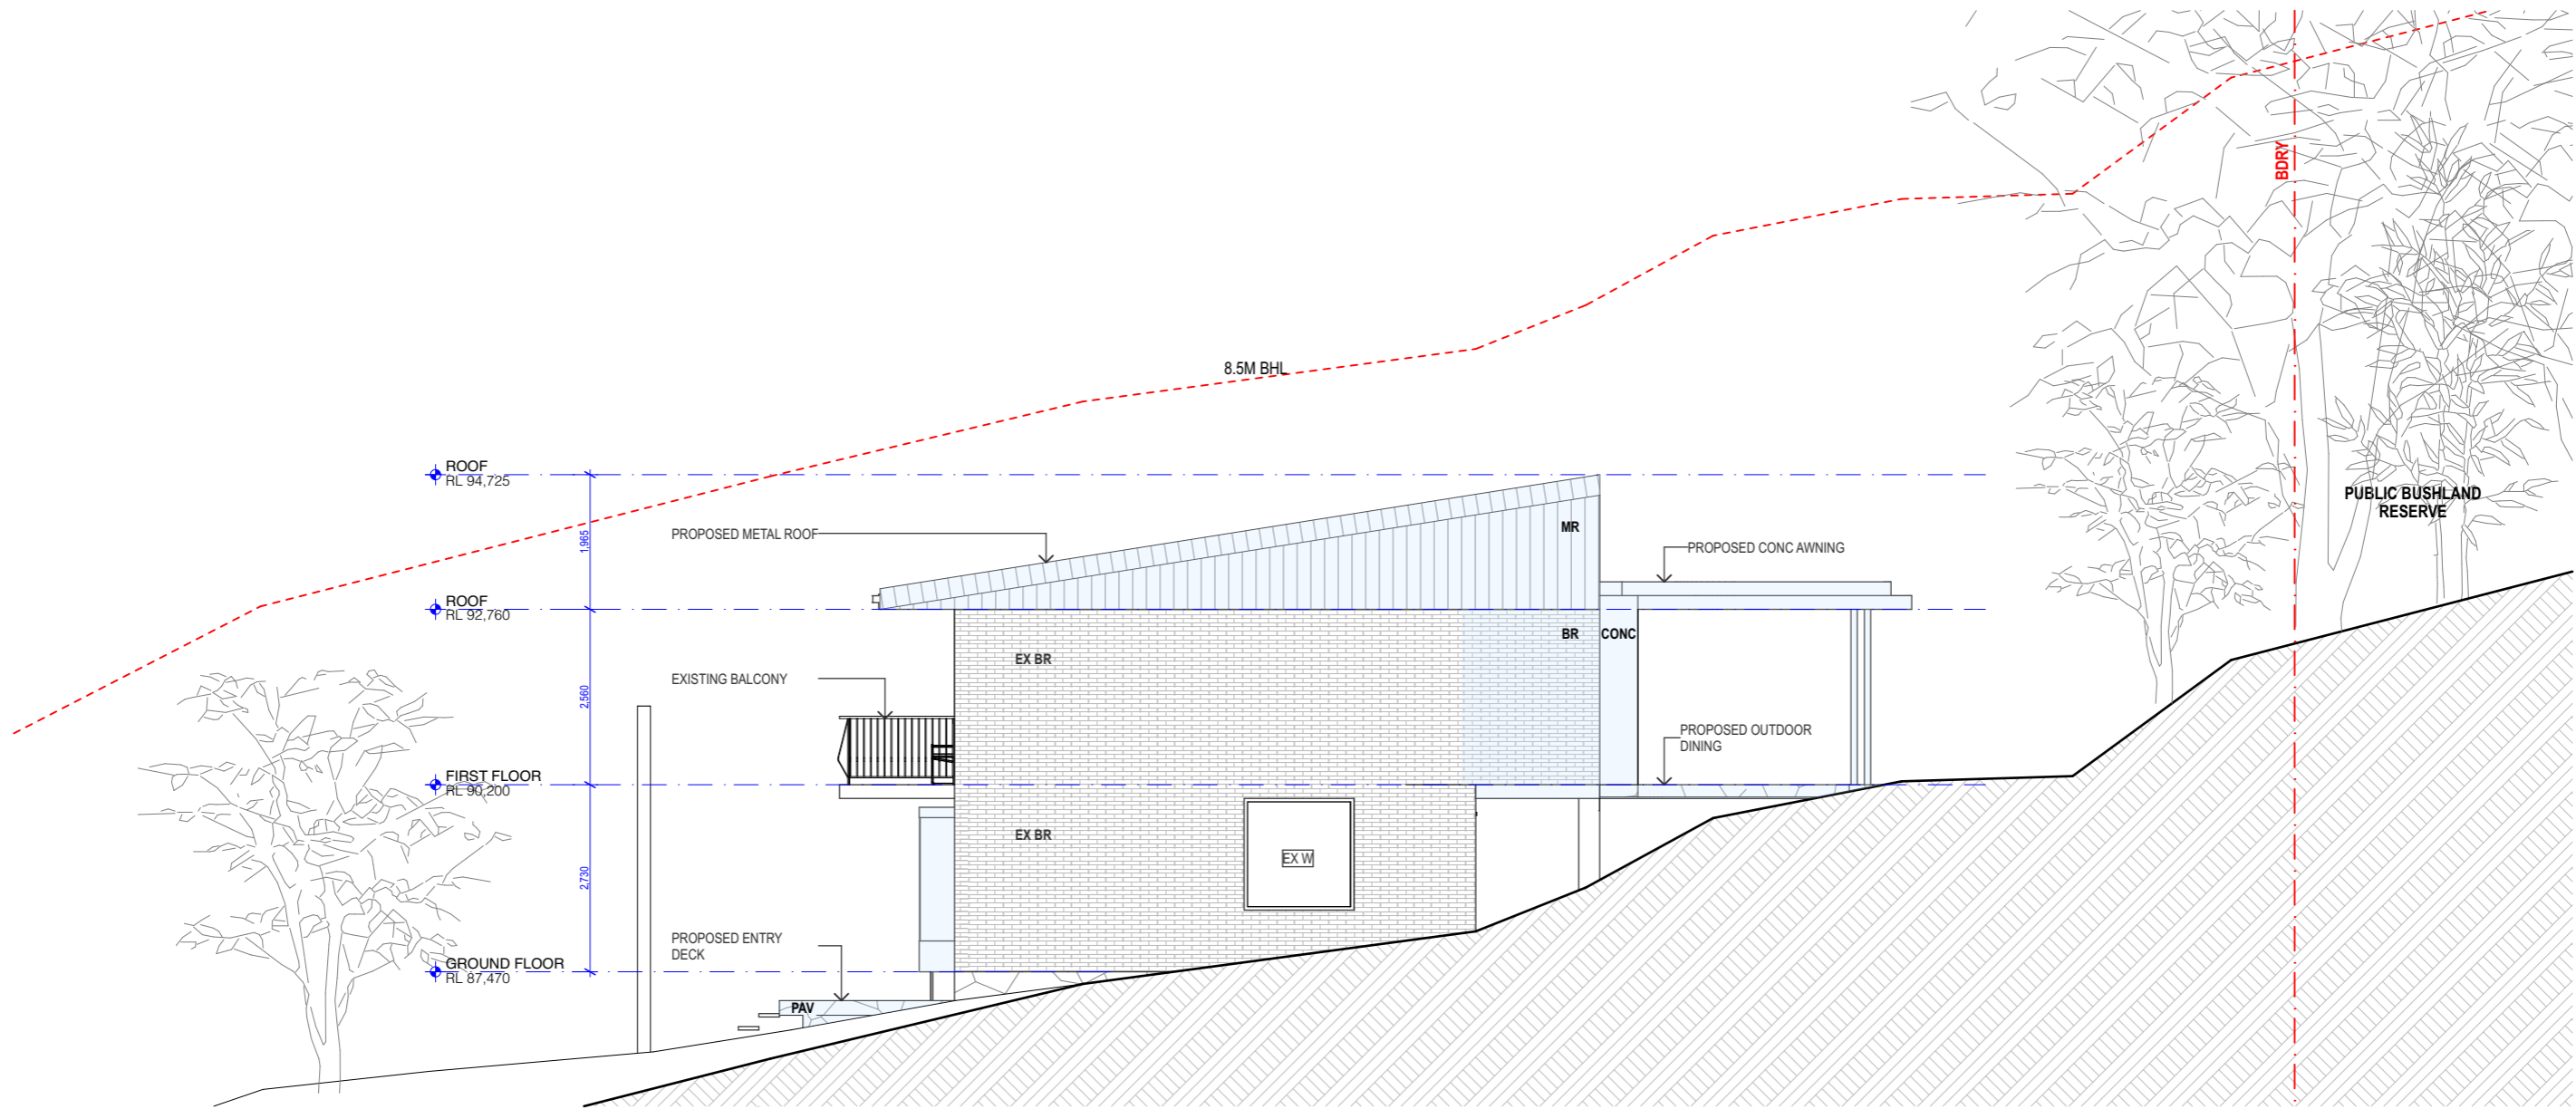 BDRY
8.5M BHL
ROOF
RL 94,725
PUBLIC BUSHLAND
RESERVE
MR
PROPOSED METAL ROOF
1,965
PROPOSED CONC AWNING
ROOF
RL 92,760
BR
CONC
EX BR
EXISTING BALCONY
2,560
PROPOSED OUTDOOR
DINING
FIRST FLOOR
RL 90,200
EX BR
EX W
2,730
PROPOSED ENTRY
DECK
GROUND FLOOR
RL 87,470
PAV